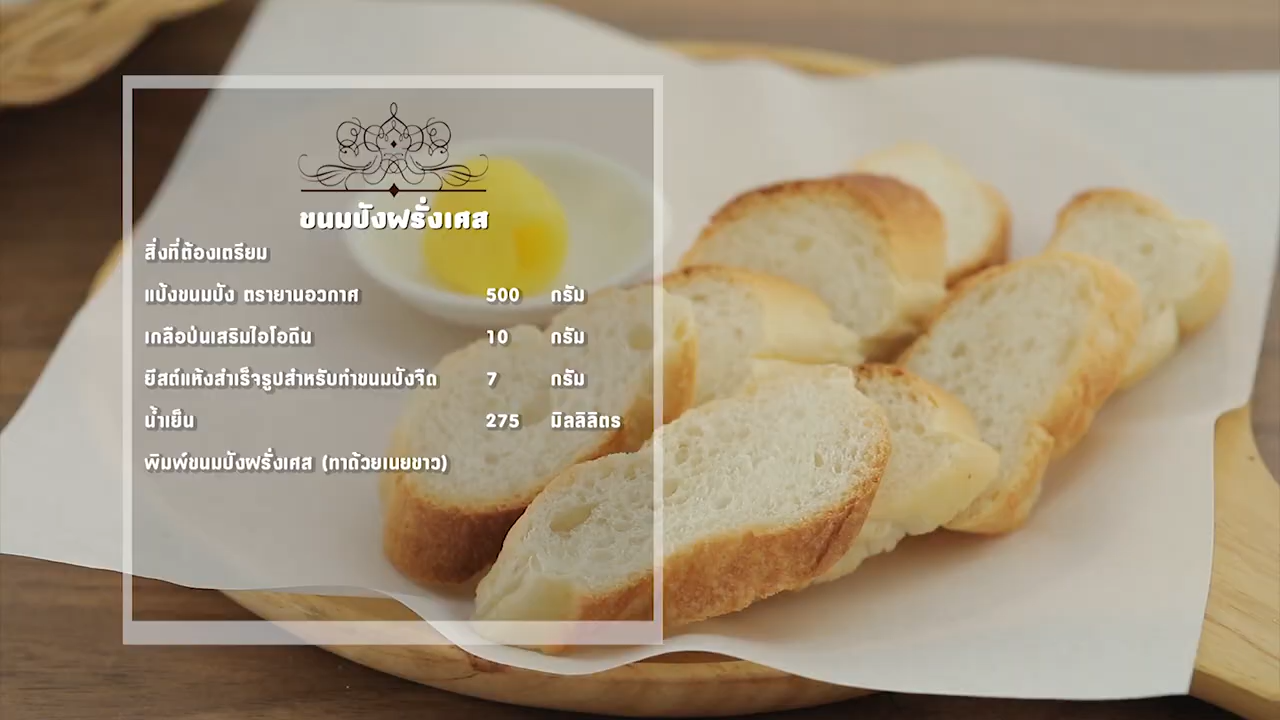 ขนมปังฝรั่งเศส
สิ่งที่ต้องเตรียม
แป้งขนมปัง ตรายานอวกาศ 500 กรัม
เกลือป่นเสริมไอโอดีน 10 กรัม
ยีสต์แห้งสำเร็จรูปสำหรับทำขนมปังจืด 7 กรัม
น้ำเย็น 275 มิลลิลิตร
พิมพ์ขนมปังฝรั่งเศส (ทาด้วยเนยขาว)